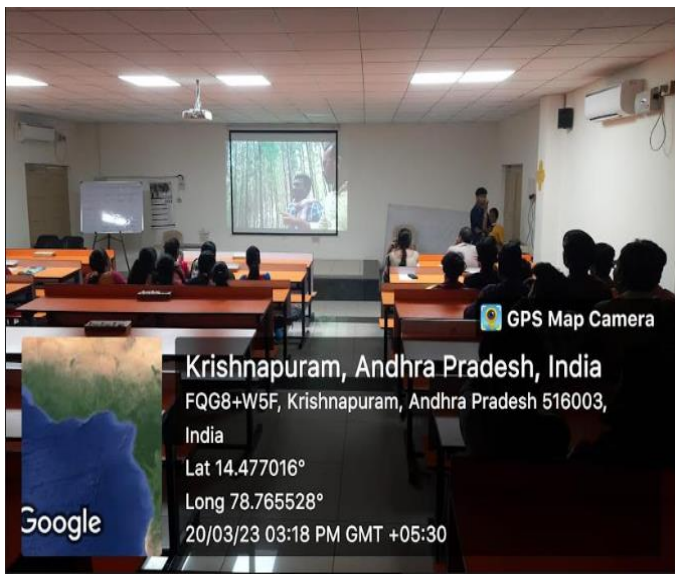 GPS Map Camera
Krishnapuram, Andhra Pradesh, India
FQG8+W5F, Krishnapuram, Andhra Pradesh 516003,
India
Lat 14.477016°
Long 78.765528°
20/03/23 03:18 PM GMT +05:30
Google